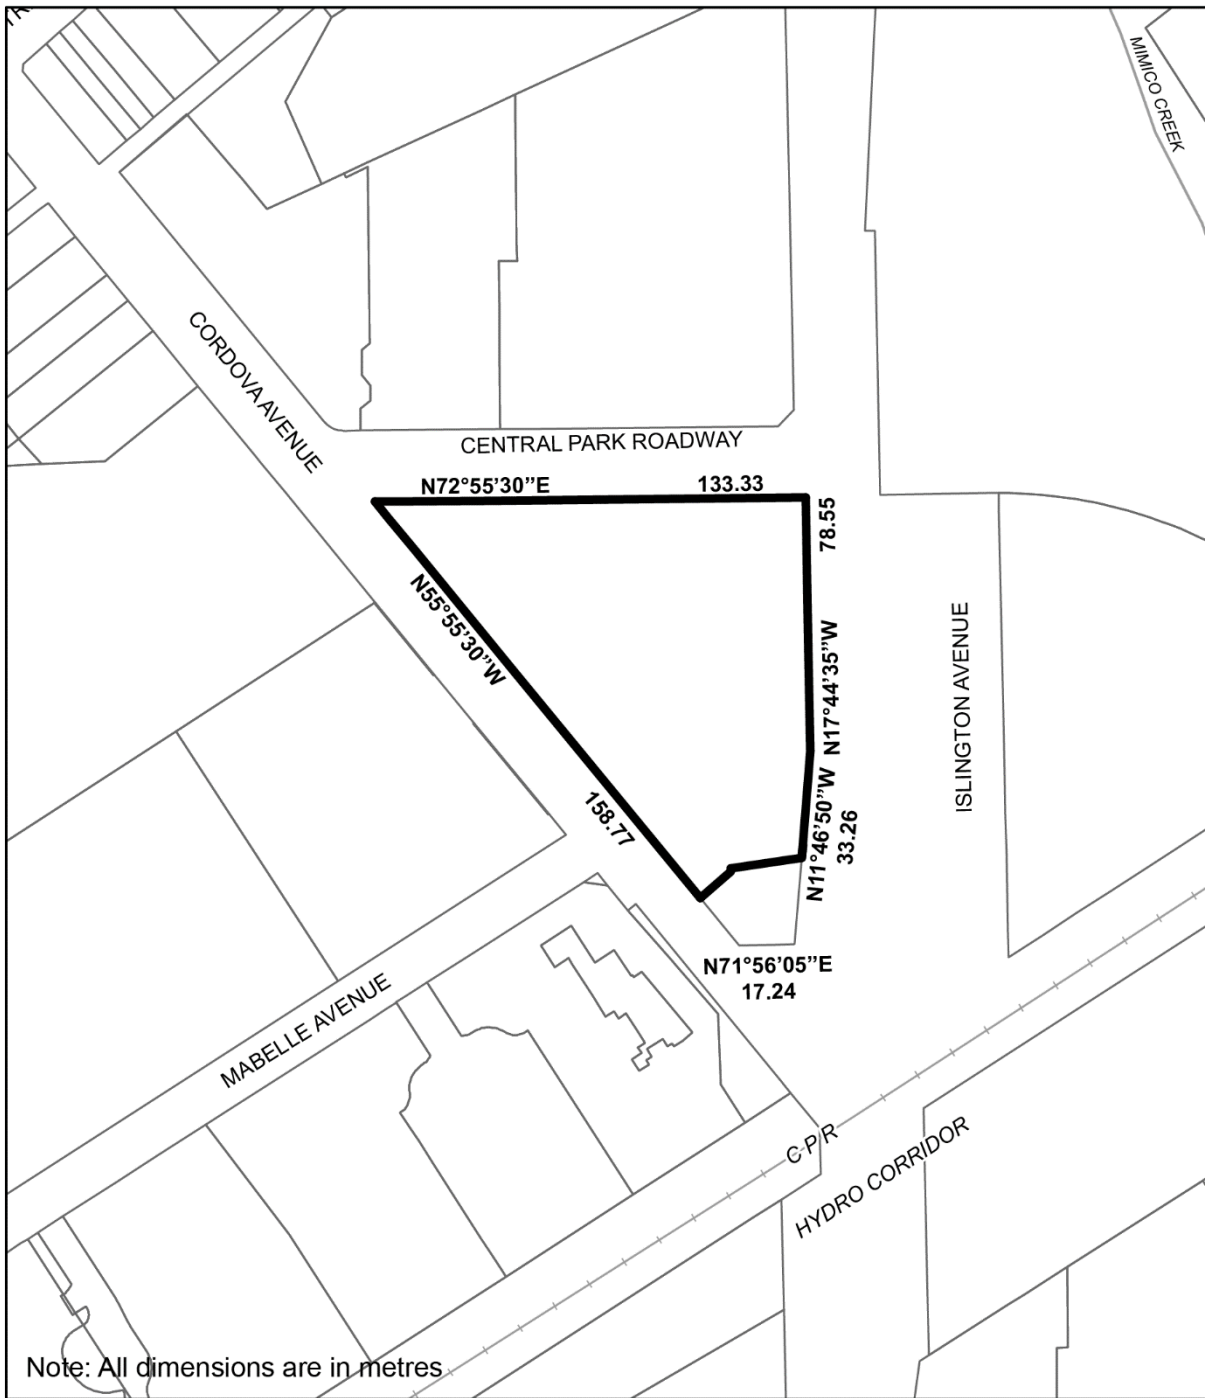 MIMICO CREEK
CORDOVA AVENUE
CENTRAL PARK ROADWAY
N72°55'30"E 133.33
78.55
N55°55'30"W
158.77
N17°44'35"W
N11°46'50"W
33.26
ISLINGTON AVENUE
N71°56'05"E
17.24
MABELLE AVENUE
C P R
HYDRO CORRIDOR
Note: All dimensions are in metres